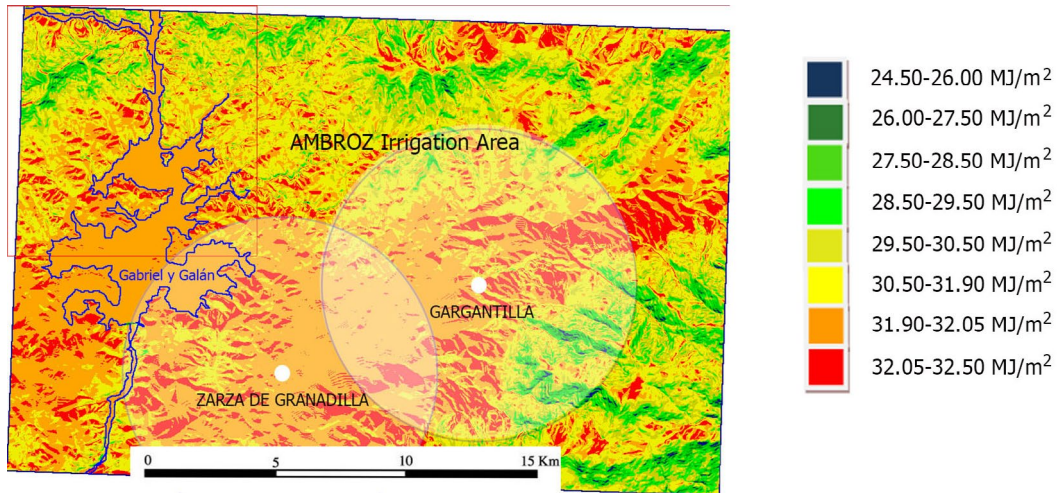 AMBROZ Irrigation Area
Gabriel y Galán
GARGANTILLA
ZARZA DE GRANADILLA
0 5 10 15 Km
24.50-26.00 MJ/m²
26.00-27.50 MJ/m²
27.50-28.50 MJ/m²
28.50-29.50 MJ/m²
29.50-30.50 MJ/m²
30.50-31.90 MJ/m²
31.90-32.05 MJ/m²
32.05-32.50 MJ/m²